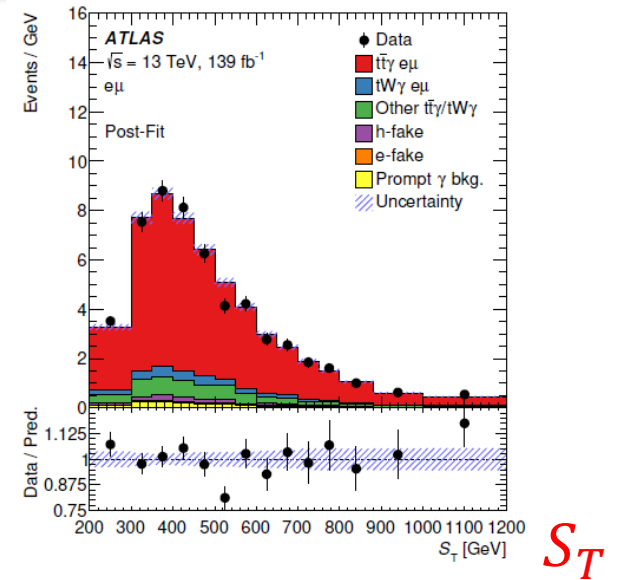 Events / GeV
16
14
12
10
8
6
4
2
0
ATLAS
√s = 13 TeV, 139 fb⁻¹
eμ
Post-Fit
Data
tt̄γ eμ
tWγ eμ
Other tt̄γ/tWγ
h-fake
e-fake
Prompt γ bkg.
Uncertainty
Data / Pred.
1.125
1
0.875
0.75
200 300 400 500 600 700 800 900 1000 1100 1200
S_T [GeV]
S_T